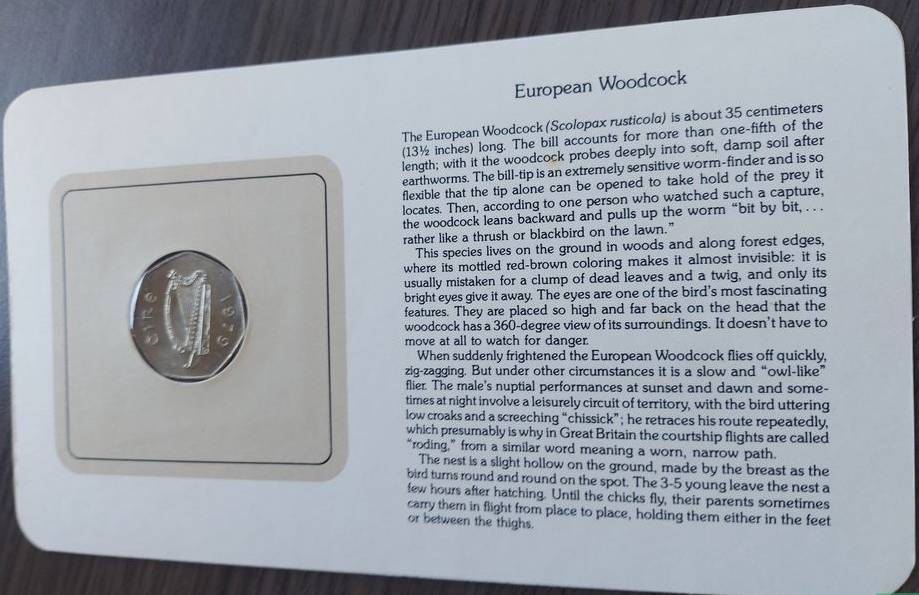 European Woodcock
The European Woodcock (Scolopax rusticola) is about 35 centimeters
(13½ inches) long. The bill accounts for more than one-fifth of the
length; with it the woodcock probes deeply into soft, damp soil after
earthworms. The bill-tip is an extremely sensitive worm-finder and is so
flexible that the tip alone can be opened to take hold of the prey it
locates. Then, according to one person who watched such a capture,
the woodcock leans backward and pulls up the worm “bit by bit, . . .
rather like a thrush or blackbird on the lawn.”
This species lives on the ground in woods and along forest edges,
where its mottled red-brown coloring makes it almost invisible: it is
usually mistaken for a clump of dead leaves and a twig, and only its
bright eyes give it away. The eyes are one of the bird's most fascinating
features. They are placed so high and far back on the head that the
woodcock has a 360-degree view of its surroundings. It doesn't have to
move at all to watch for danger.
When suddenly frightened the European Woodcock flies off quickly,
zig-zagging. But under other circumstances it is a slow and “owl-like”
flier. The male's nuptial performances at sunset and dawn and some-
times at night involve a leisurely circuit of territory, with the bird uttering
low croaks and a screeching “chissick”; he retraces his route repeatedly,
which presumably is why in Great Britain the courtship flights are called
“roding,” from a similar word meaning a worn, narrow path.
The nest is a slight hollow on the ground, made by the breast as the
bird turns round and round on the spot. The 3-5 young leave the nest a
few hours after hatching. Until the chicks fly, their parents sometimes
carry them in flight from place to place, holding them either in the feet
or between the thighs.
éire
1979